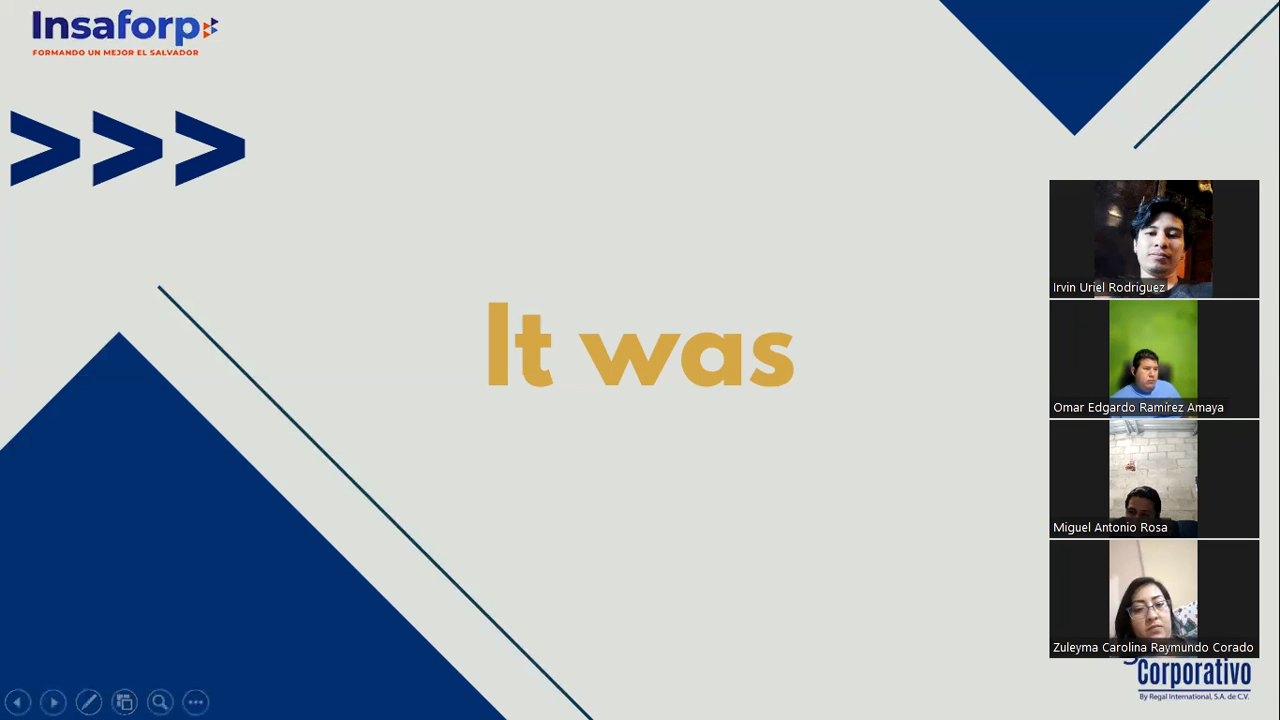 Insaforp
FORMANDO UN MEJOR EL SALVADOR
>>>
It was
Irvin Uriel Rodriguez
Omar Edgardo Ramírez Amaya
Miguel Antonio Rosa
Zuleyma Carolina Raymundo Corado
Corporativo
By Regal International, S.A. de C.V.